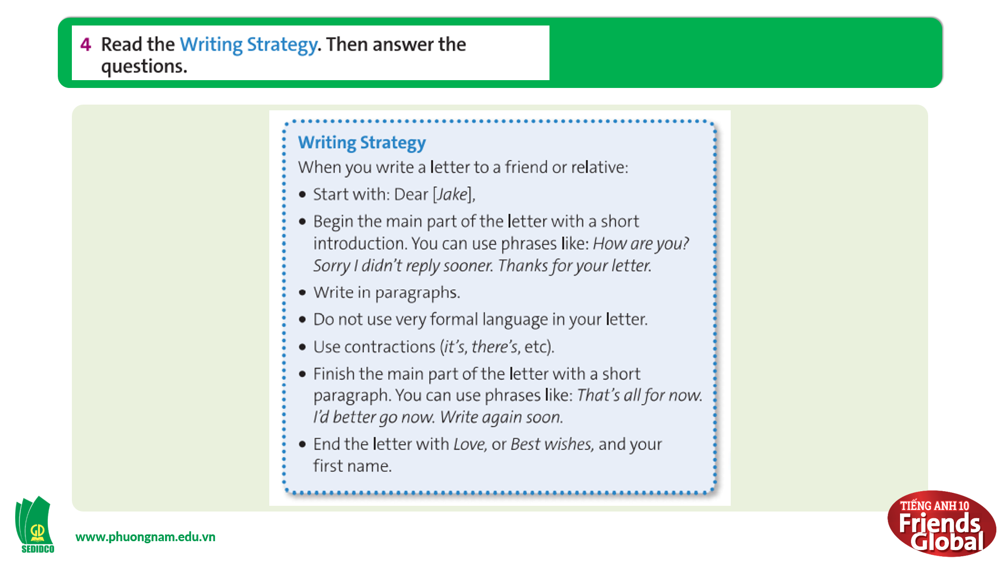 4 Read the Writing Strategy. Then answer the
questions.
Writing Strategy
When you write a letter to a friend or relative:
• Start with: Dear [Jake],
• Begin the main part of the letter with a short
introduction. You can use phrases like: How are you?
Sorry I didn't reply sooner. Thanks for your letter.
• Write in paragraphs.
• Do not use very formal language in your letter.
• Use contractions (it's, there's, etc).
• Finish the main part of the letter with a short
paragraph. You can use phrases like: That's all for now.
I'd better go now. Write again soon.
• End the letter with Love, or Best wishes, and your
first name.
GD
SEDIDCO
www.phuongnam.edu.vn
TIẾNG ANH 10
Friends
Global